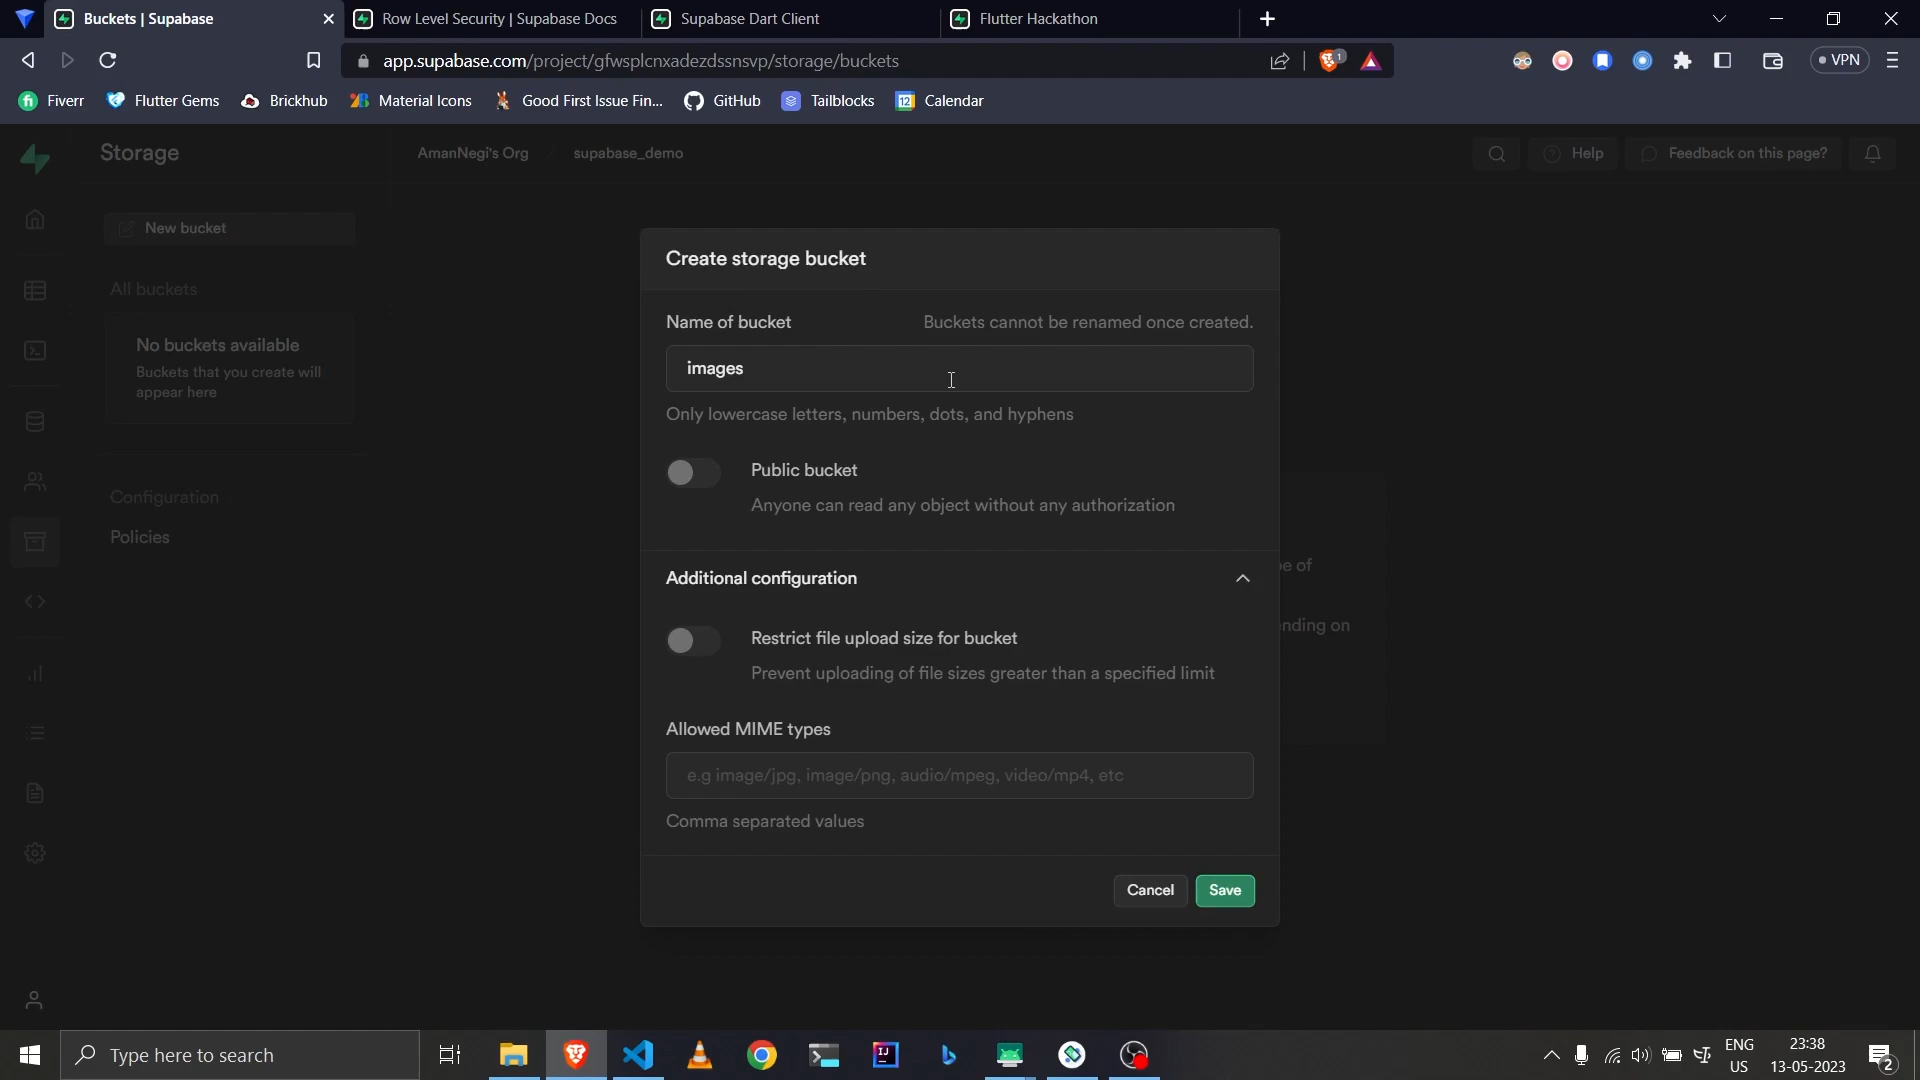 Buckets | Supabase
Row Level Security | Supabase Docs
Supabase Dart Client
Flutter Hackathon
app.supabase.com/project/gfwsplcnxadezdssnsvp/storage/buckets
1
VPN
Fiverr
Flutter Gems
Brickhub
Material Icons
Good First Issue Fin...
GitHub
Tailblocks
12
Calendar
Storage
AmanNegi's Org
supabase_demo
Help
Feedback on this page?
New bucket
All buckets
No buckets available
Buckets that you create will
appear here
Configuration
Policies
Create storage bucket
Name of bucket
Buckets cannot be renamed once created.
images
Only lowercase letters, numbers, dots, and hyphens
Public bucket
Anyone can read any object without any authorization
Additional configuration
Restrict file upload size for bucket
Prevent uploading of file sizes greater than a specified limit
Allowed MIME types
e.g image/jpg, image/png, audio/mpeg, video/mp4, etc
Comma separated values
Cancel
Save
of
ending on
Type here to search
IJ
ENG
US
23:38
13-05-2023
2